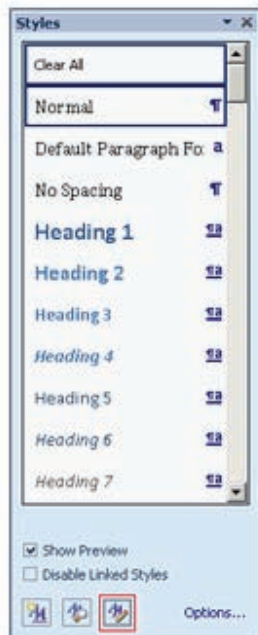 Styles
Clear All
Normal ¶
Default Paragraph Fo: a
No Spacing ¶
Heading 1 ¶a
Heading 2 ¶a
Heading 3 ¶a
Heading 4 ¶a
Heading 5 ¶a
Heading 6 ¶a
Heading 7 ¶a
Show Preview
Disable Linked Styles
Options...